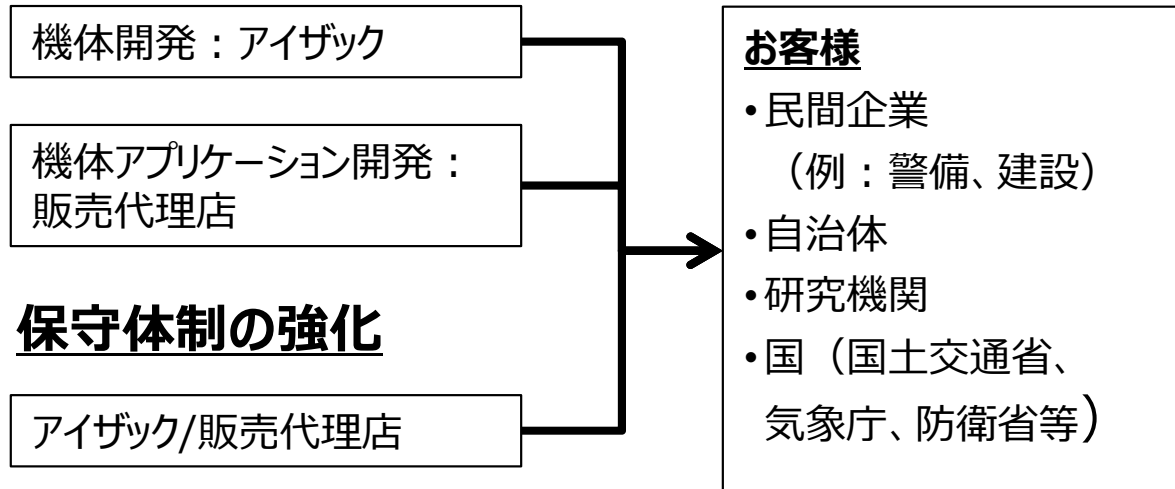 機体開発：アイザック
機体アプリケーション開発：
販売代理店
保守体制の強化
アイザック/販売代理店
お客様
•民間企業
（例：警備、建設）
•自治体
•研究機関
•国（国土交通省、
気象庁、防衛省等）